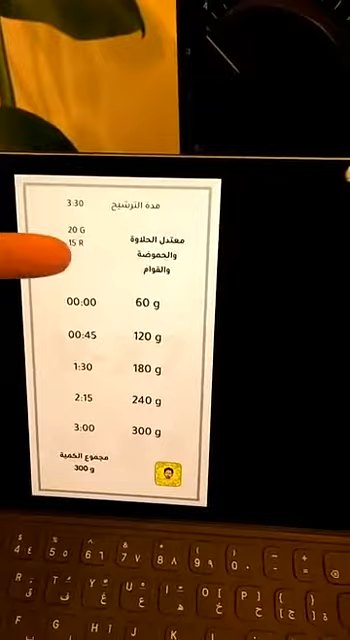 مدة الترشيح 3:30
20 G
15 R
معتدل الحلاوة
والحموضة
والقوام
00:00 60 g
00:45 120 g
1:30 180 g
2:15 240 g
3:00 300 g
مجموع الكمية
300 g